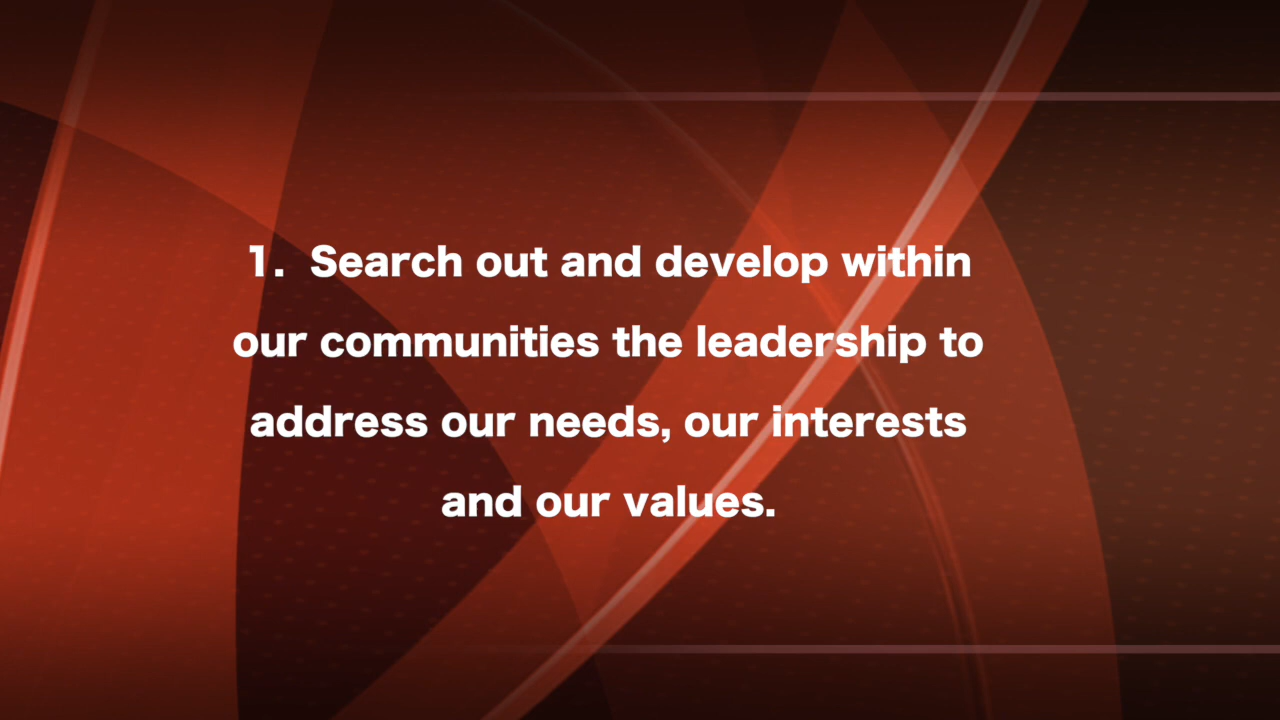 1.  Search out and develop within
our communities the leadership to
address our needs, our interests
and our values.